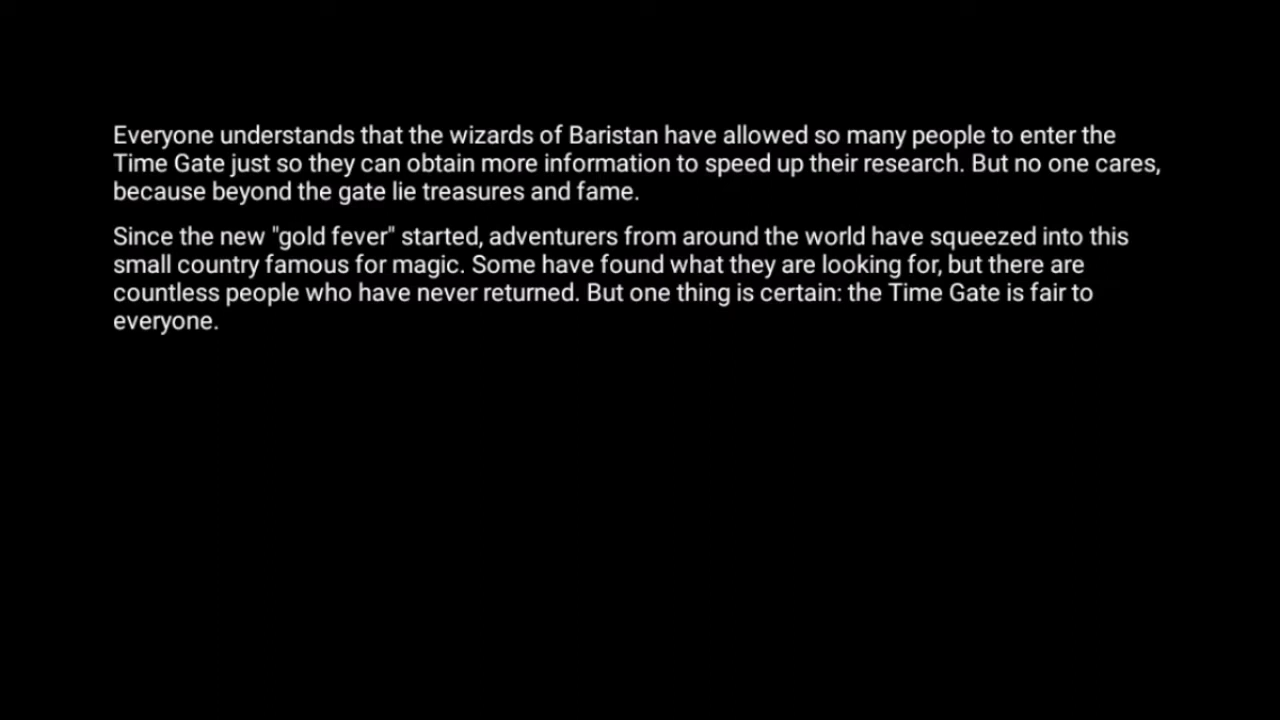 Everyone understands that the wizards of Baristan have allowed so many people to enter the
Time Gate just so they can obtain more information to speed up their research. But no one cares,
because beyond the gate lie treasures and fame.
Since the new "gold fever" started, adventurers from around the world have squeezed into this
small country famous for magic. Some have found what they are looking for, but there are
countless people who have never returned. But one thing is certain: the Time Gate is fair to
everyone.